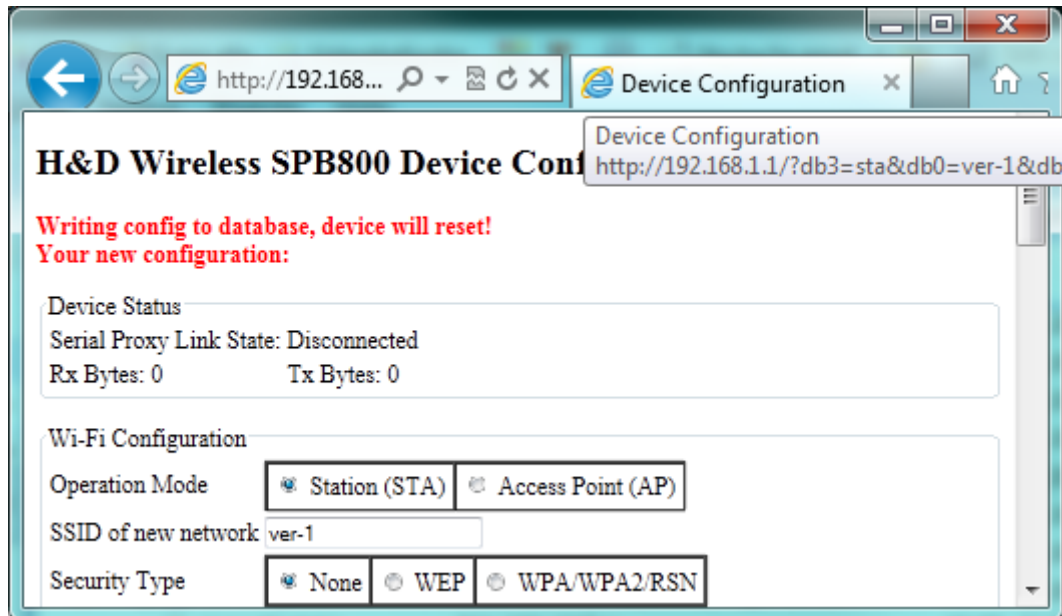 http://192.168...
Device Configuration
Device Configuration
http://192.168.1.1/?db3=sta&db0=ver-1&db
H&D Wireless SPB800 Device Conf
Writing config to database, device will reset!
Your new configuration:
Device Status
Serial Proxy Link State: Disconnected
Rx Bytes: 0 Tx Bytes: 0
Wi-Fi Configuration
Operation Mode Station (STA) Access Point (AP)
SSID of new network ver-1
Security Type None WEP WPA/WPA2/RSN